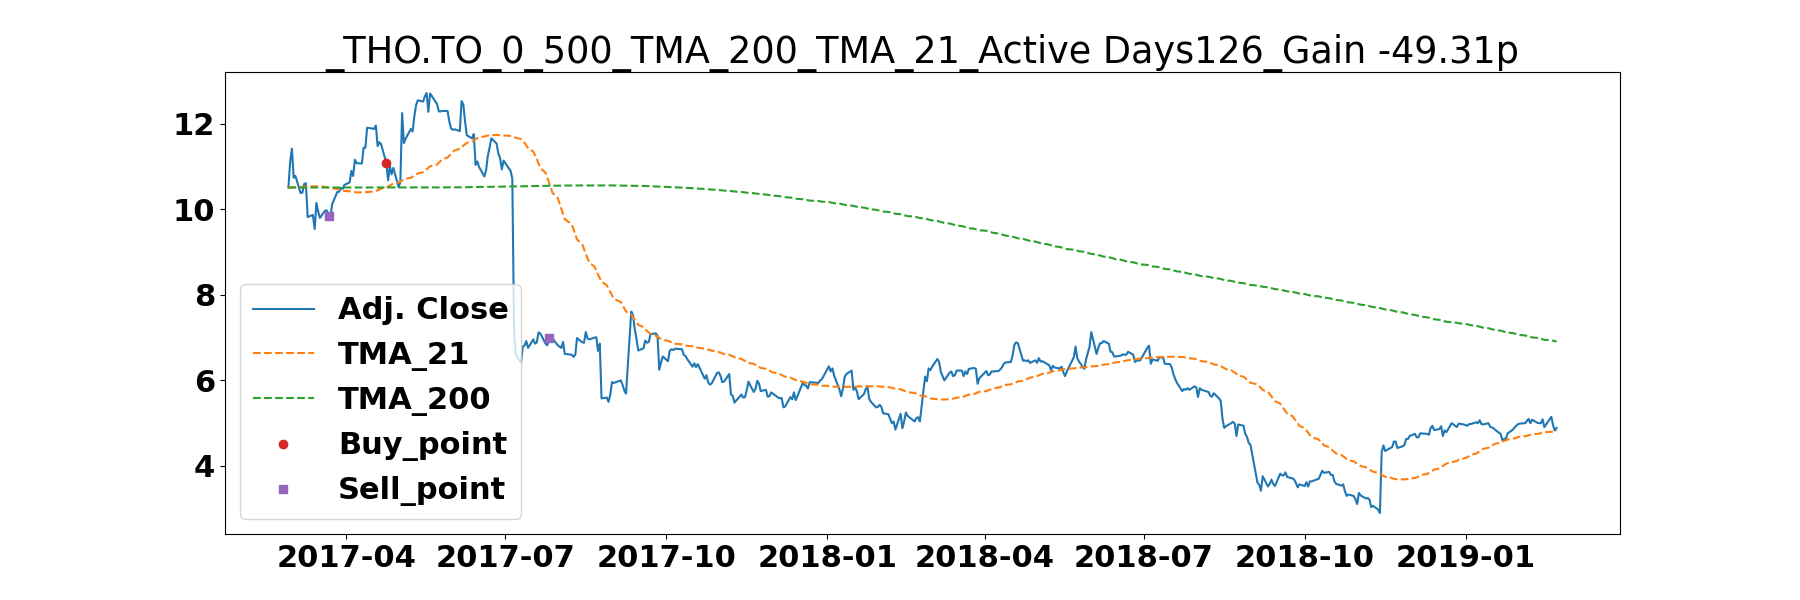 _THO.TO_0_500_TMA_200_TMA_21_Active Days126_Gain -49.31p
12
10
8
6
4
Adj. Close
TMA_21
TMA_200
Buy_point
Sell_point
2017-04 2017-07 2017-10 2018-01 2018-04 2018-07 2018-10 2019-01